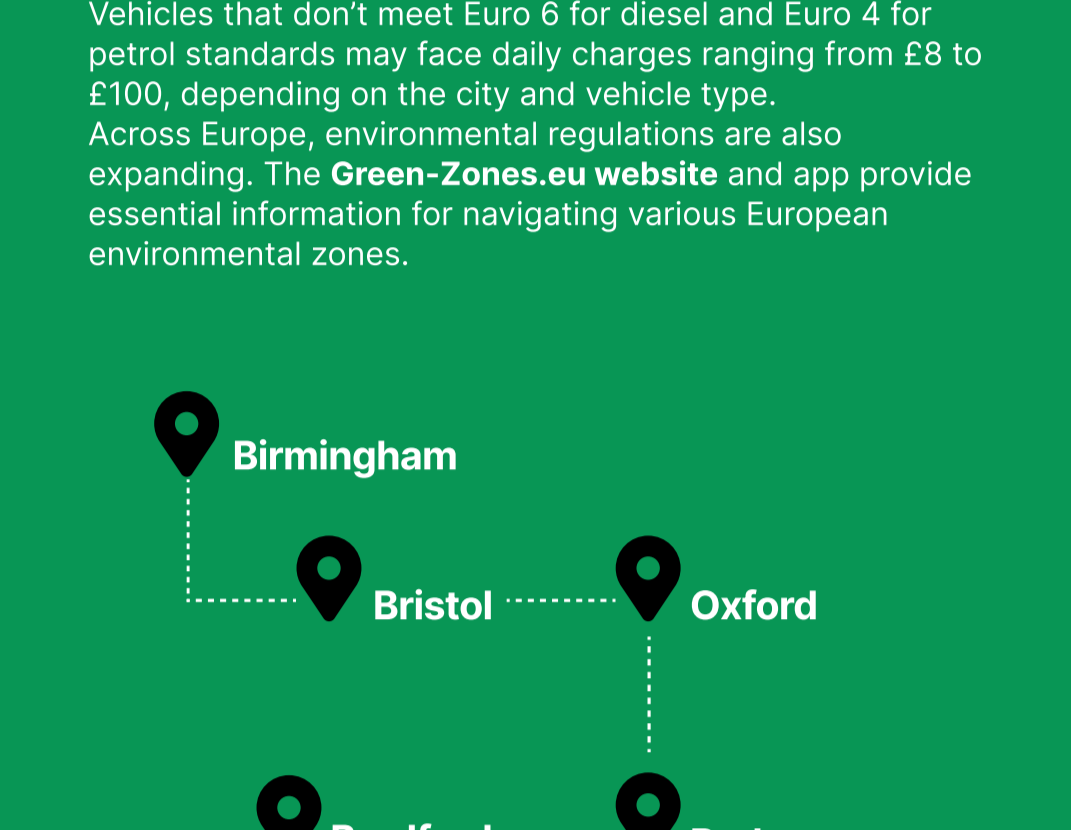 Vehicles that don’t meet Euro 6 for diesel and Euro 4 for
petrol standards may face daily charges ranging from £8 to
£100, depending on the city and vehicle type.
Across Europe, environmental regulations are also
expanding. The Green-Zones.eu website and app provide
essential information for navigating various European
environmental zones.
Birmingham
Bristol
Oxford